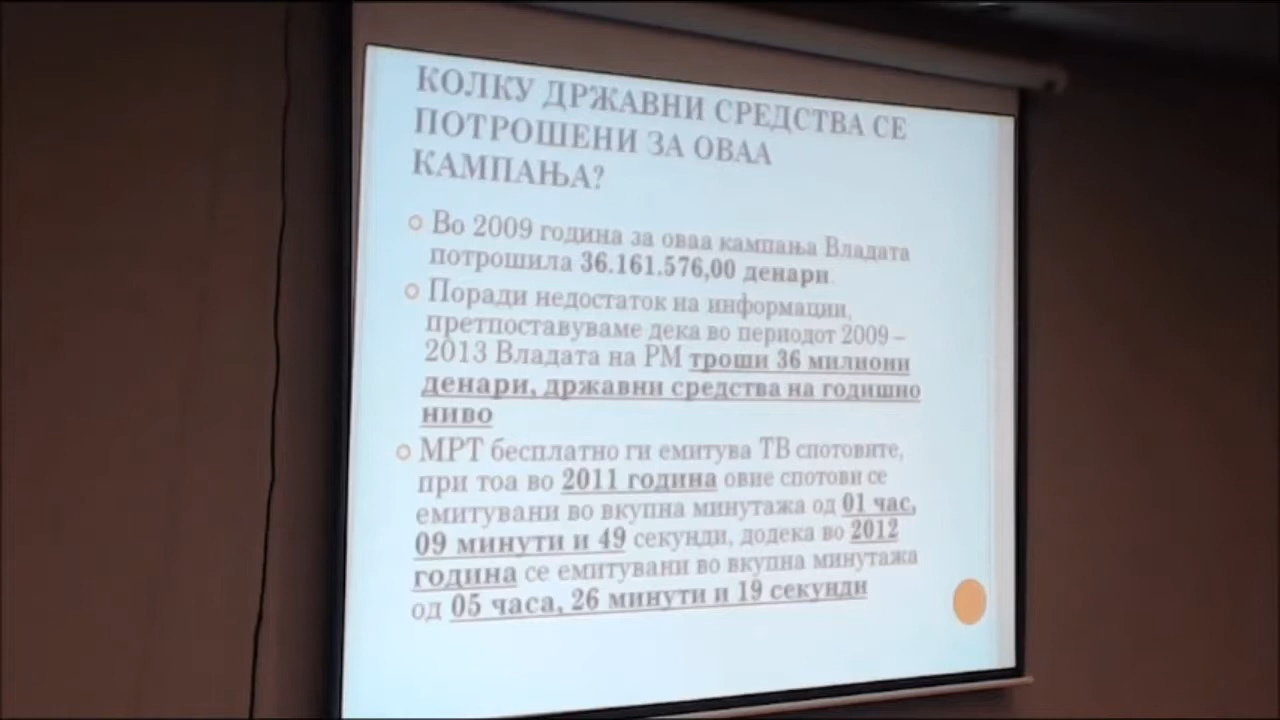 КОЛКУ ДРЖАВНИ СРЕДСТВА СЕ
ПОТРОШЕНИ ЗА ОВАА
КАМПАЊА?
Во 2009 година за оваа кампања Владата
потрошила 36.161.576,00 денари.
Поради недостаток на информации,
претпоставуваме дека во периодот 2009 –
2013 Владата на РМ троши 36 милиони
денари, државни средства на годишно
ниво
МРТ бесплатно ги емитува ТВ спотовите,
при тоа во 2011 година овие спотови се
емитувани во вкупна минутажа од 01 час,
09 минути и 49 секунди, додека во 2012
година се емитувани во вкупна минутажа
од 05 часа, 26 минути и 19 секунди